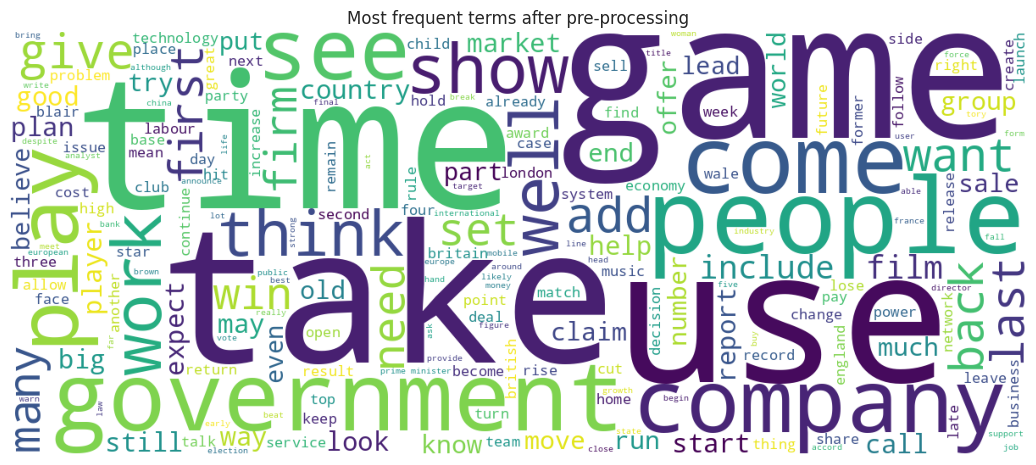 Most frequent terms after pre-processing
give
technology
place
problem
try
although
write
great
bring
put
next
party
china
see
child
country
hold
already
market
show
game
sell
offer
find
lead
week
title
woman
world
side
force
right
create
launch
future
former
follow
user
tory
form
group
good
blair
plan
labour
issue
mean
despite
analyst
base
day
hit
club
life
first
increase
firm
final
break
remain
act
time
target
part
award
case
london
end
well
come
wale
want
sale
release
able
france
fall
believe
cost
high
bank
announce
three
star
player
meet
european
brown
allow
face
another
play
far
work
continue
lot
think
second
four
rule
international
strong
set
britain
system
economy
add
line
help
people
industry
include
film
director
network
back
last
business
big
win
public
best
really
old
may
vote
open
expect
even
need
europe
mobile
around
hand
likely
money
point
deal
ask
figure
take
head
music
match
claim
number
decision
five
lose
pay
change
power
use
report
record
buy
england
much
leave
many
warn
law
government
return
early
beat
result
top
keep
prime minister
provide
become
rise
british
cut
growth
home
turn
state
begin
company
still
talk
election
way
service
look
know
team
close
move
run
start
thing
share
accord
call
late
support
job